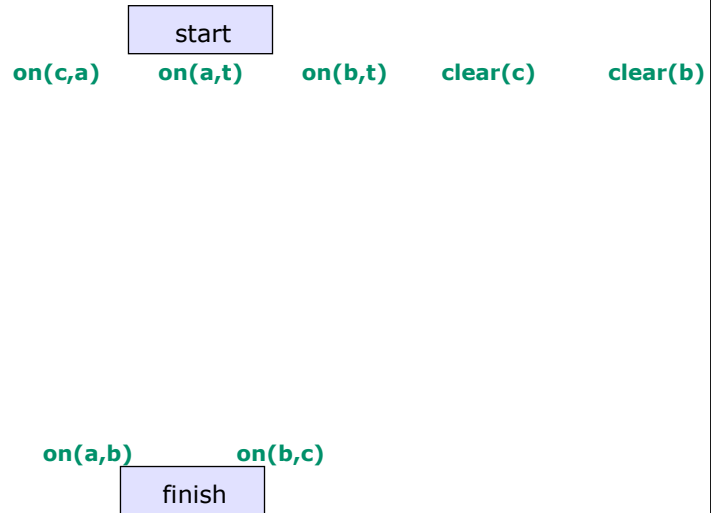 start
on(c,a) on(a,t) on(b,t) clear(c) clear(b)
on(a,b) on(b,c)
finish